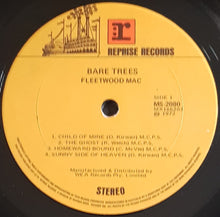 REPRISE RECORDS
BARE TREES
FLEETWOOD MAC
SIDE 1
MS-2080
℗ 1972
1. CHILD OF MINE (D. Kirwan) M.C.P.S.
2. THE GHOST (R. Welch) M.C.P.S.
3. HOMEWARD BOUND (C. McVie) M.C.P.S.
4. SUNNY SIDE OF HEAVEN (D. Kirwan) M.C.P.S.
Manufactured & Distributed by
WEA Records Pty. Limited
STEREO